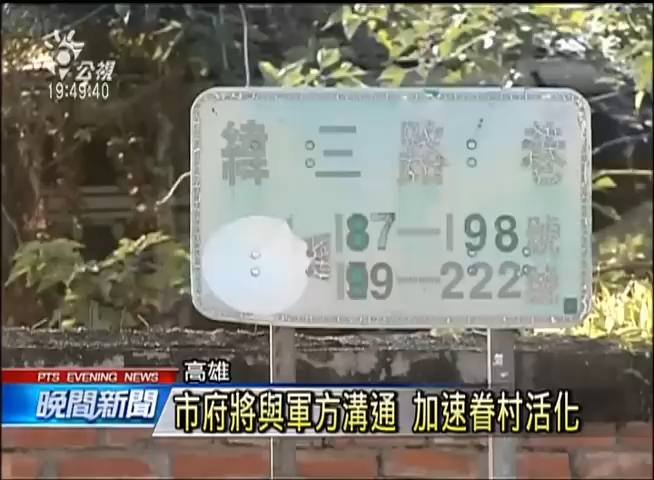 公視
19:49:40
緯三路
187—198號
199—222號
PTS EVENING NEWS
高雄
晚間新聞
市府將與軍方溝通 加速眷村活化